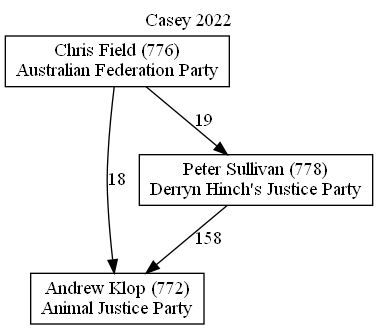 Casey 2022
Chris Field (776)
Australian Federation Party
19
Peter Sullivan (778)
Derryn Hinch's Justice Party
18
158
Andrew Klop (772)
Animal Justice Party